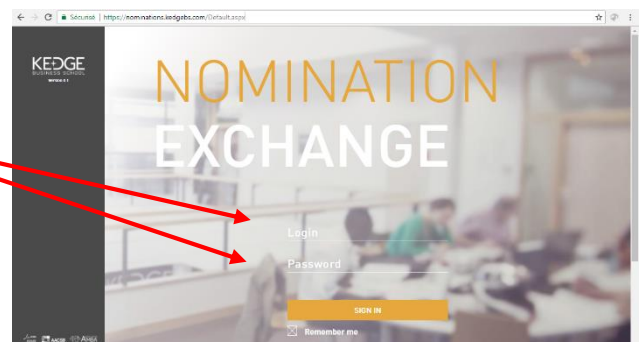 Sécurisé | https://nominations.kedgebs.com/Default.aspx
KEDGE
BUSINESS SCHOOL
NOMINATION
EXCHANGE
Login
Password
SIGN IN
Remember me